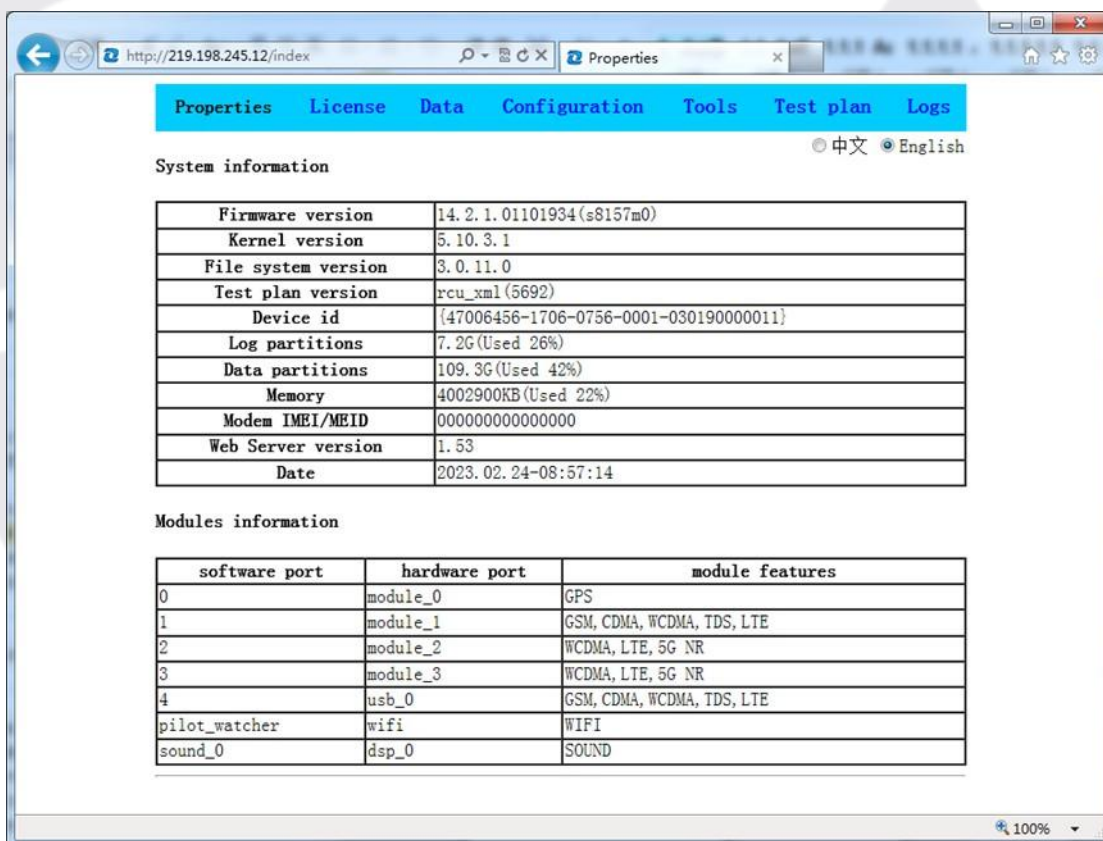 http://219.198.245.12/index Properties
Properties License Data Configuration Tools Test plan Logs
中文 English
System information
Firmware version 14.2.1.01101934(s8157m0)
Kernel version 5.10.3.1
File system version 3.0.11.0
Test plan version rcu_xml(5692)
Device id {47006456-1706-0756-0001-030190000011}
Log partitions 7.2G(Used 26%)
Data partitions 109.3G(Used 42%)
Memory 4002900KB(Used 22%)
Modem IMEI/MEID 000000000000000
Web Server version 1.53
Date 2023.02.24-08:57:14
Modules information
software port hardware port module features
0 module_0 GPS
1 module_1 GSM, CDMA, WCDMA, TDS, LTE
2 module_2 WCDMA, LTE, 5G NR
3 module_3 WCDMA, LTE, 5G NR
4 usb_0 GSM, CDMA, WCDMA, TDS, LTE
pilot_watcher wifi WIFI
sound_0 dsp_0 SOUND
100%